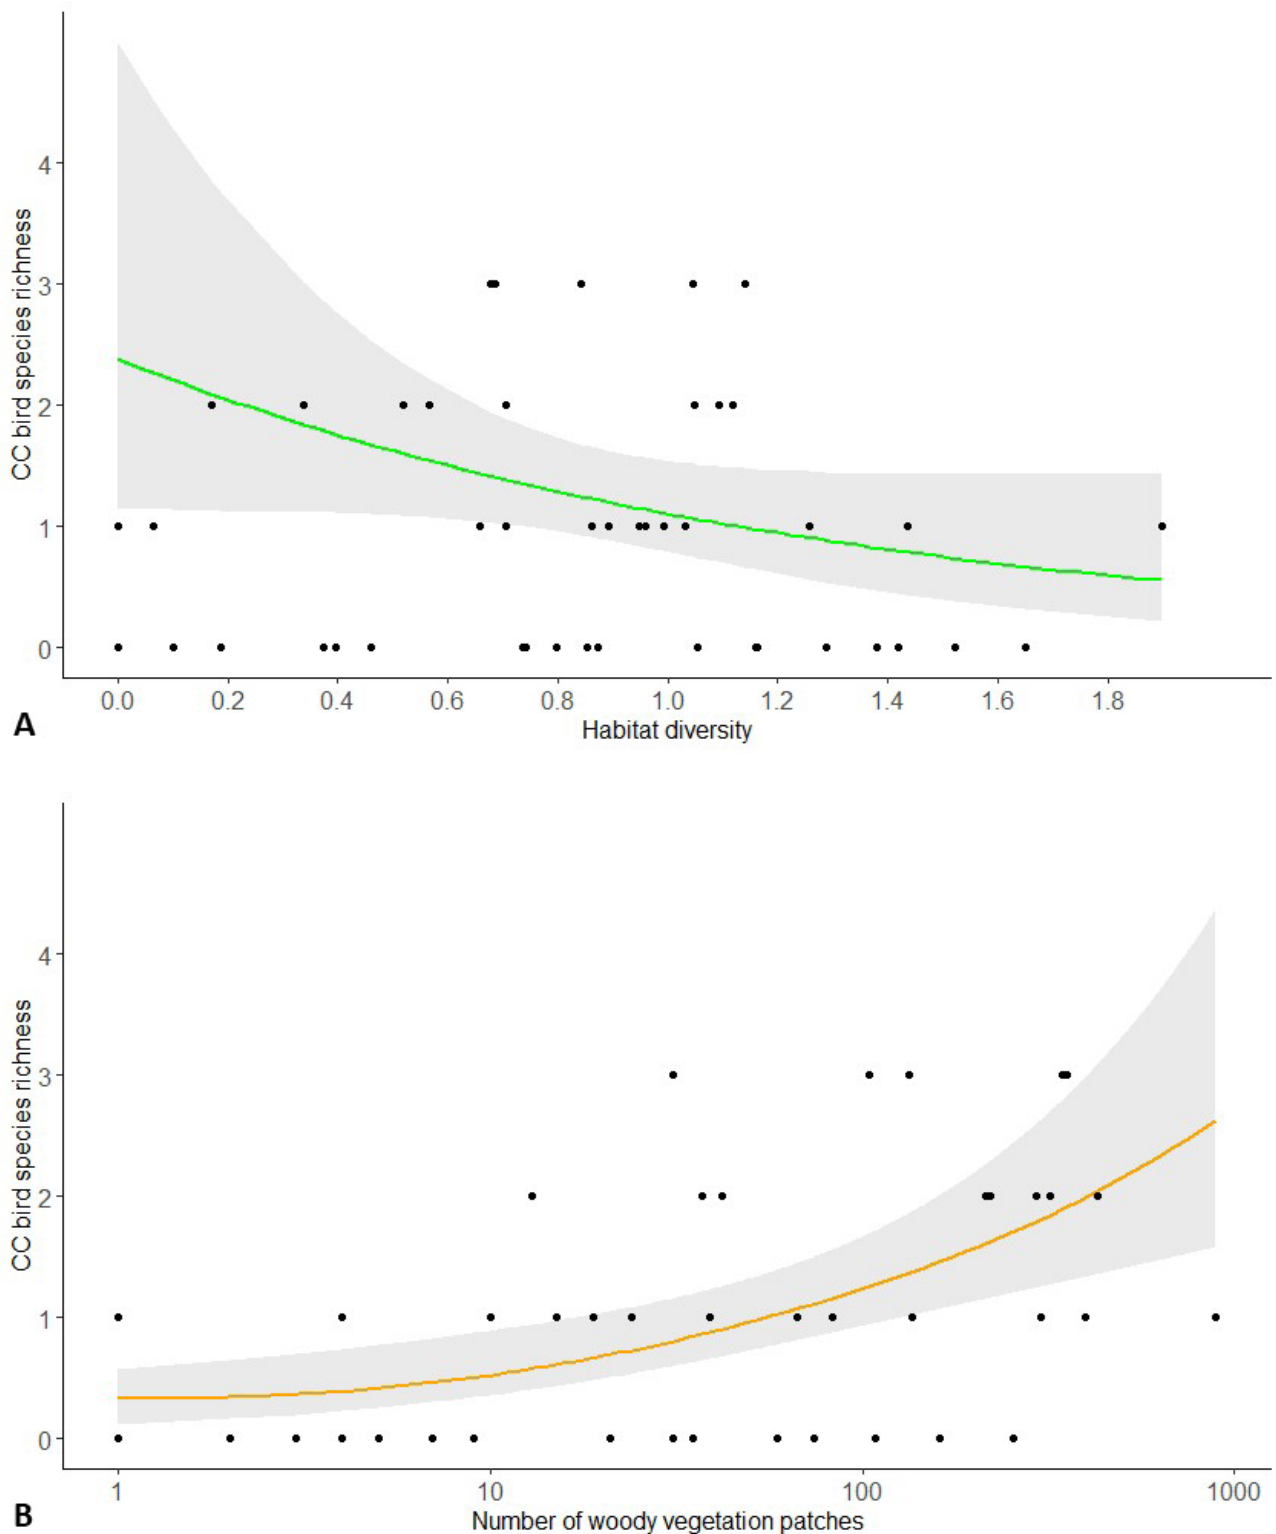 CC bird species richness
4
3
2
1
0
0.0 0.2 0.4 0.6 0.8 1.0 1.2 1.4 1.6 1.8
Habitat diversity
A
CC bird species richness
4
3
2
1
0
1 10 100 1000
Number of woody vegetation patches
B